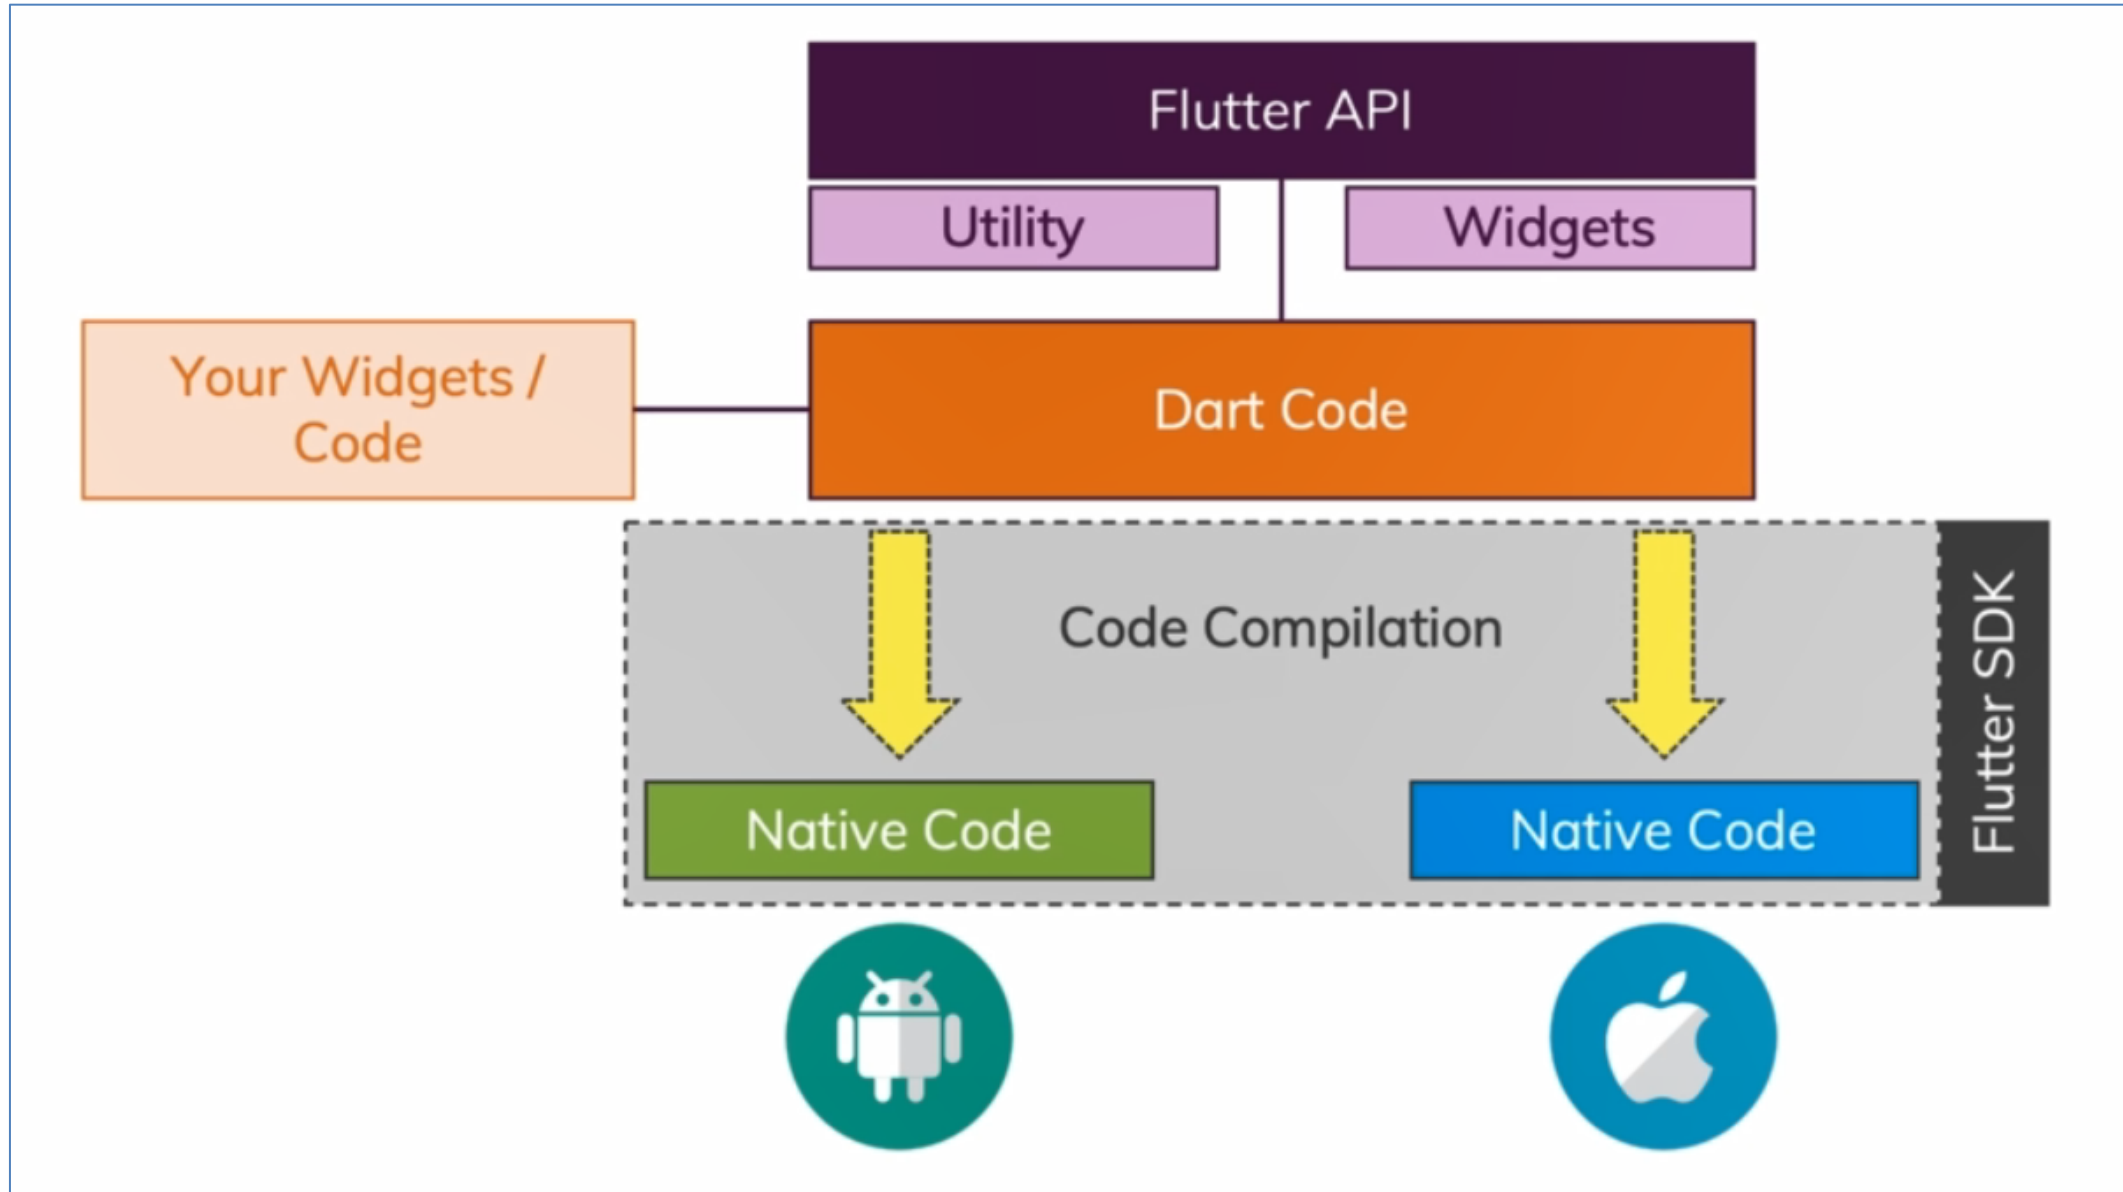 Flutter API
Utility
Widgets
Your Widgets /
Code
Dart Code
Code Compilation
Flutter SDK
Native Code
Native Code